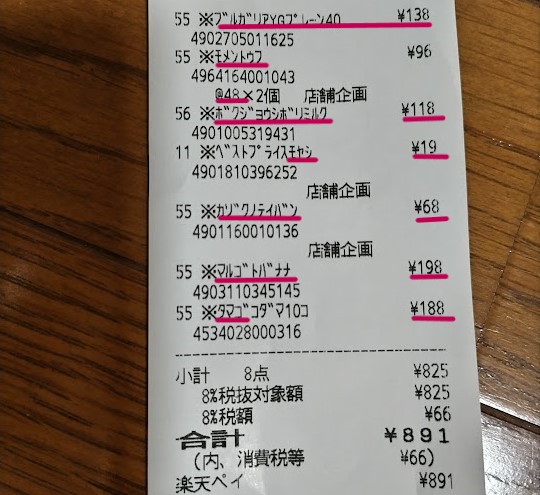 55 ※ブルガリアYGプレーン40 ¥138
4902705011625
55 ※モメントウフ ¥96
4964164001043
@48×2個 店舗企画
56 ※ボクジョウシボリミルク ¥118
4901005319431
11 ※ベストプライスモヤシ ¥19
4901810396252
店舗企画
55 ※カゾクノテイバン ¥68
4901160010136
店舗企画
55 ※マルゴトバナナ ¥198
4903110345145
55 ※タマゴコダマ10コ ¥188
4534028000316
小計 8点 ¥825
8%税抜対象額 ¥825
8%税額 ¥66
合計 ¥891
(内、消費税等 ¥66)
楽天ペイ ¥891